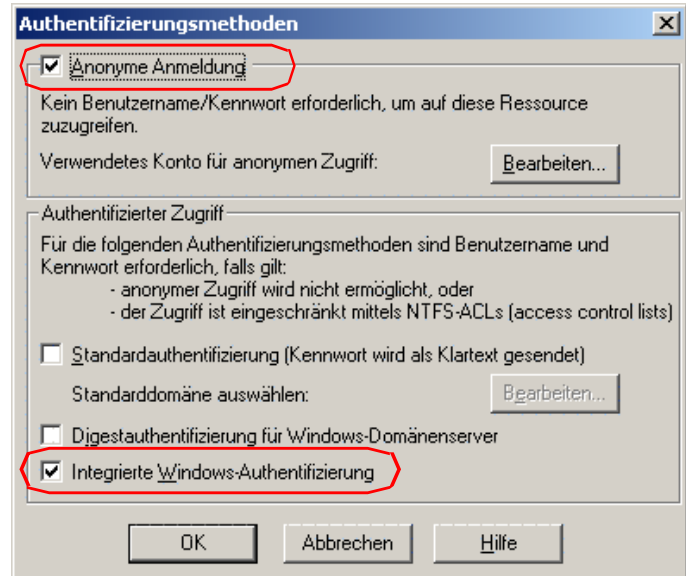 Authentifizierungsmethoden
Anonyme Anmeldung
Kein Benutzername/Kennwort erforderlich, um auf diese Ressource
zuzugreifen.
Verwendetes Konto für anonymen Zugriff:
Bearbeiten...
Authentifizierter Zugriff
Für die folgenden Authentifizierungsmethoden sind Benutzername und
Kennwort erforderlich, falls gilt:
- anonymer Zugriff wird nicht ermöglicht, oder
- der Zugriff ist eingeschränkt mittels NTFS-ACLs (access control lists)
Standardauthentifizierung (Kennwort wird als Klartext gesendet)
Standarddomäne auswählen:
Bearbeiten...
Digestauthentifizierung für Windows-Domänenserver
Integrierte Windows-Authentifizierung
OK
Abbrechen
Hilfe